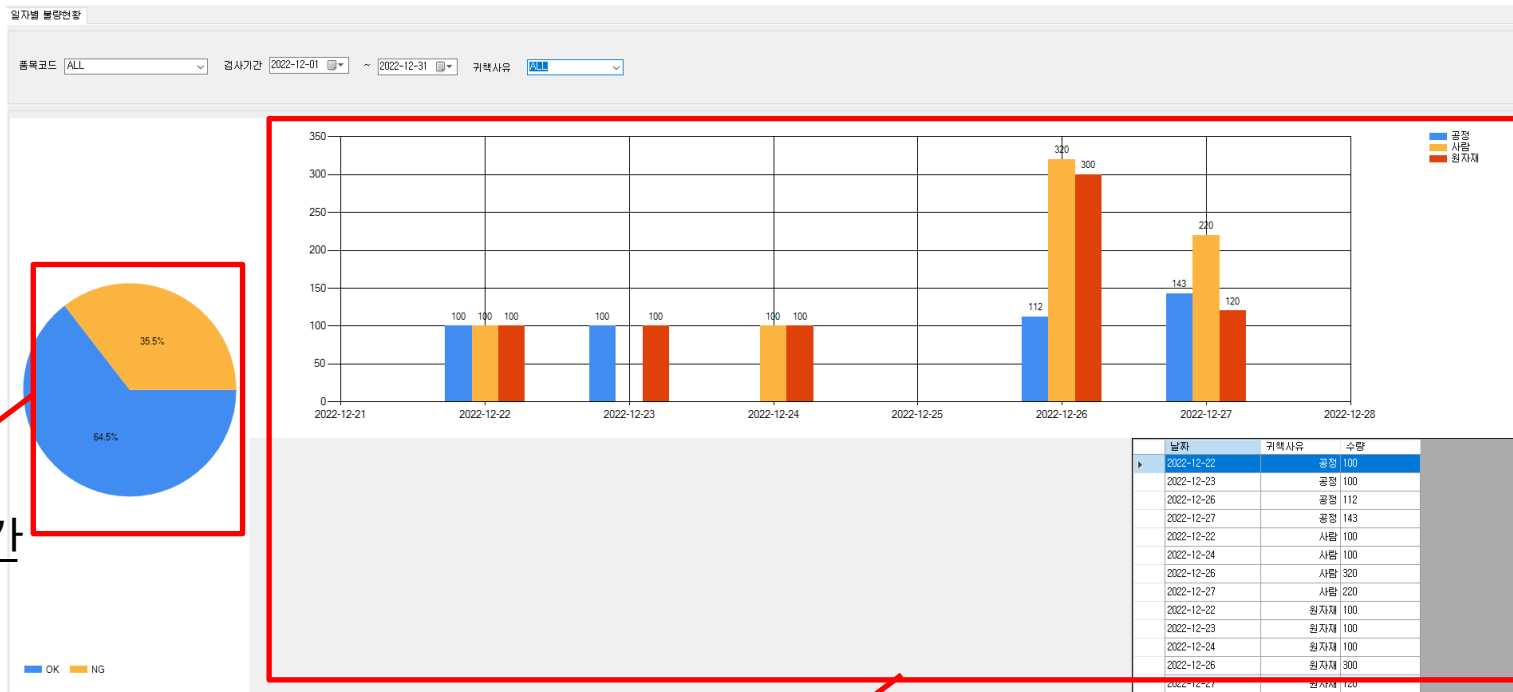 일자별 불량현황
품목코드 ALL 검사기간 2022-12-01 ~ 2022-12-31 귀책사유 ALL
350
300
250
200
150
100
50
0
공정
사람
원자재
100 100 100
100 100
100 100
112 320 300
143 220 120
2022-12-21 2022-12-22 2022-12-23 2022-12-24 2022-12-25 2022-12-26 2022-12-27 2022-12-28
35.5%
64.5%
가
OK NG
날짜 귀책사유 수량
2022-12-22 공정 100
2022-12-23 공정 100
2022-12-26 공정 112
2022-12-27 공정 143
2022-12-22 사람 100
2022-12-24 사람 100
2022-12-26 사람 320
2022-12-27 사람 220
2022-12-22 원자재 100
2022-12-23 원자재 100
2022-12-24 원자재 100
2022-12-26 원자재 300
2022-12-27 원자재 120